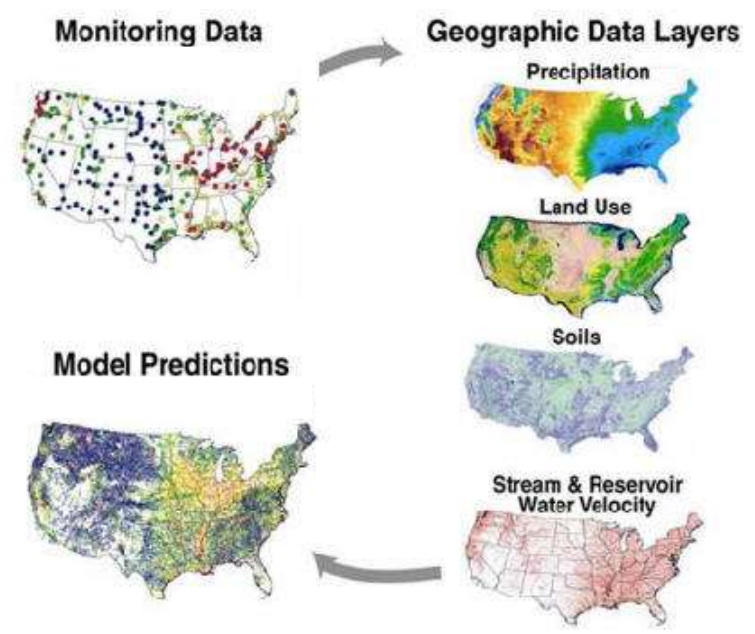 Monitoring Data
Geographic Data Layers
Precipitation
Land Use
Soils
Stream & Reservoir
Water Velocity
Model Predictions